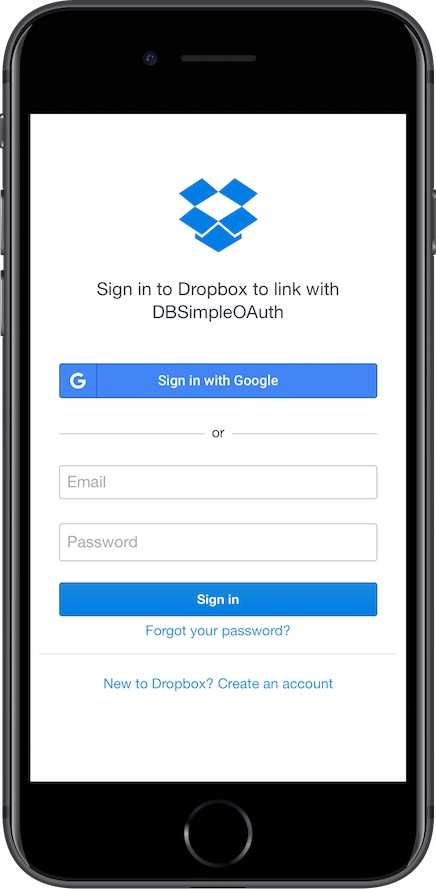 Sign in to Dropbox to link with
DBSimpleOAuth
G
Sign in with Google
or
Email
Password
Sign in
Forgot your password?
New to Dropbox? Create an account